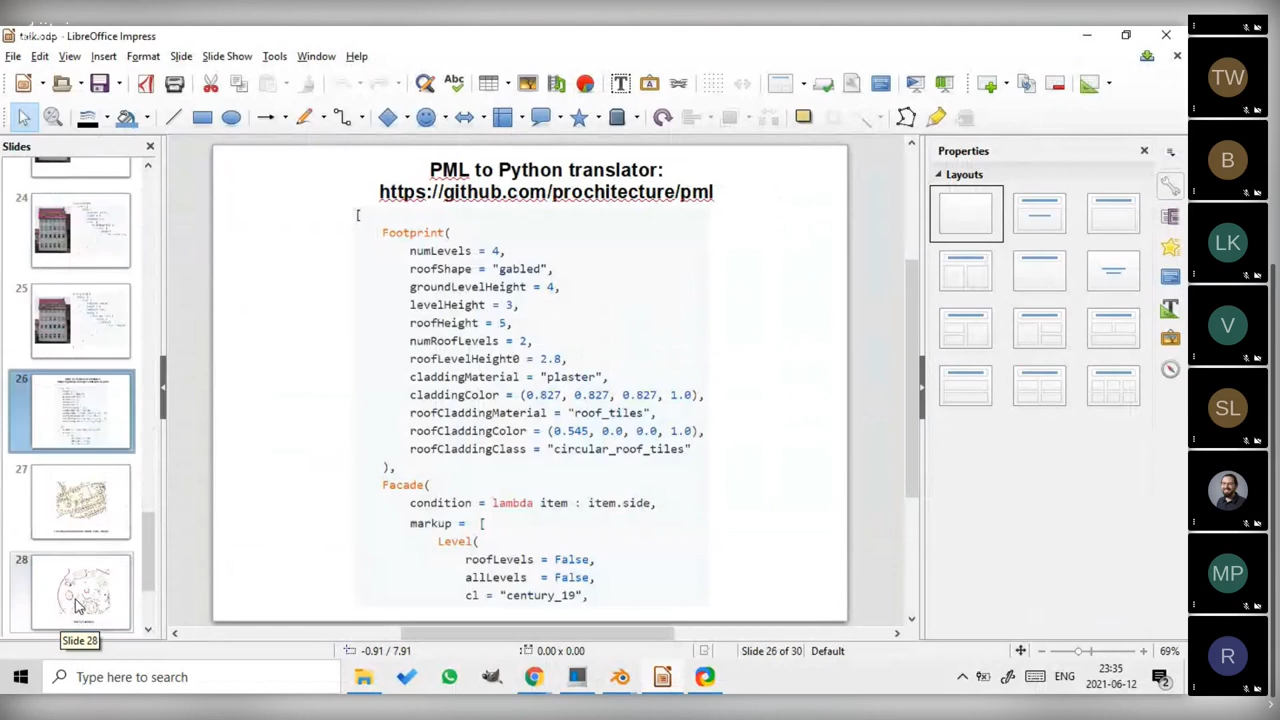 talk.odp - LibreOffice Impress
File Edit View Insert Format Slide Slide Show Tools Window Help
Slides
24
25
26
27
28
Slide 28
PML to Python translator:
https://github.com/prochitecture/pml
[
Footprint(
numLevels = 4,
roofShape = "gabled",
groundLevelHeight = 4,
levelHeight = 3,
roofHeight = 5,
numRoofLevels = 2,
roofLevelHeight0 = 2.8,
claddingMaterial = "plaster",
claddingColor = (0.827, 0.827, 0.827, 1.0),
roofCladdingMaterial = "roof_tiles",
roofCladdingColor = (0.545, 0.0, 0.0, 1.0),
roofCladdingClass = "circular_roof_tiles"
),
Facade(
condition = lambda item : item.side,
markup = [
Level(
roofLevels = False,
allLevels = False,
cl = "century_19",
Properties
Layouts
TW
B
LK
V
SL
MP
R
-0.91 / 7.91
0.00 x 0.00
Slide 26 of 30
Default
69%
Type here to search
ENG
23:35
2021-06-12
2